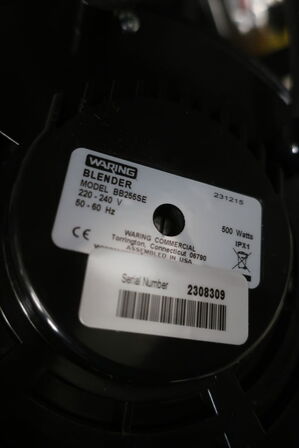 WARING
BLENDER
MODEL BB255SE
220 - 240 V
50 - 60 Hz
231215
500 Watts
IPX1
CE
WARING COMMERCIAL
Torrington, Connecticut 06790
ASSEMBLED IN USA
Serial Number 2308309